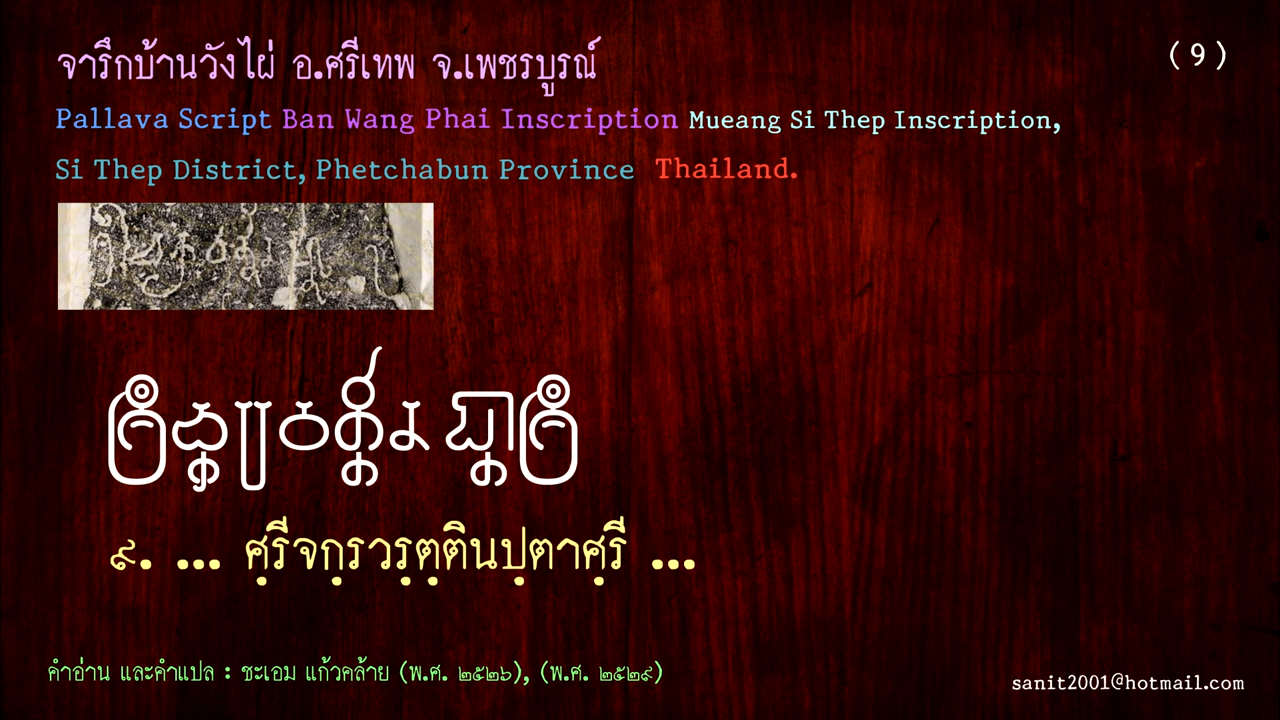 จารึกบ้านวังไผ่ อ.ศรีเทพ จ.เพชรบูรณ์
(9)
Pallava Script Ban Wang Phai Inscription Mueang Si Thep Inscription,
Si Thep District, Phetchabun Province Thailand.
๙. ... ศฺรีจกฺรวรฺตฺตินปฺตาศฺรี ...
คำอ่าน และคำแปล : ชะเอม แก้วคล้าย (พ.ศ. ๒๕๒๖), (พ.ศ. ๒๕๒๙)
sanit2001@hotmail.com